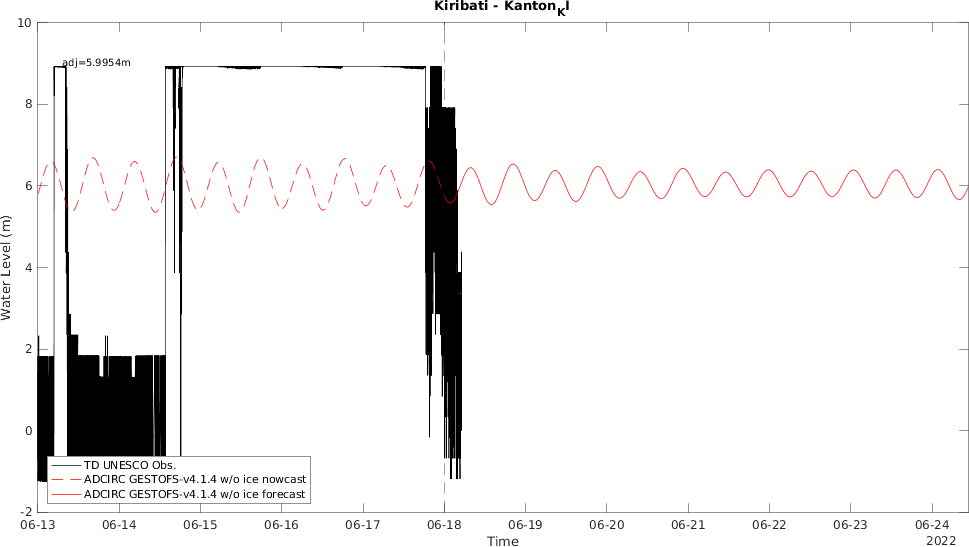 Kiribati - Kanton_KI
adj=5.9954m
Water Level (m)
10
8
6
4
2
0
-2
TD UNESCO Obs.
ADCIRC GESTOFS-v4.1.4 w/o ice nowcast
ADCIRC GESTOFS-v4.1.4 w/o ice forecast
06-13 06-14 06-15 06-16 06-17 06-18 06-19 06-20 06-21 06-22 06-23 06-24
Time
2022